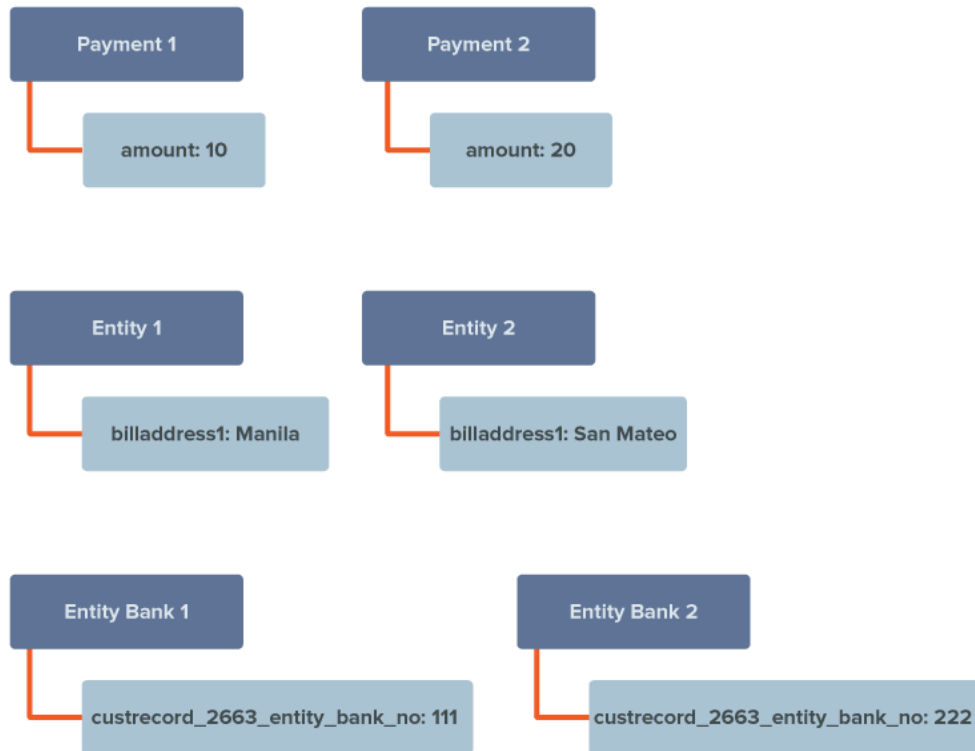 Payment 1
Payment 2
amount: 10
amount: 20
Entity 1
Entity 2
billaddress1: Manila
billaddress1: San Mateo
Entity Bank 1
Entity Bank 2
custrecord_2663_entity_bank_no: 111
custrecord_2663_entity_bank_no: 222